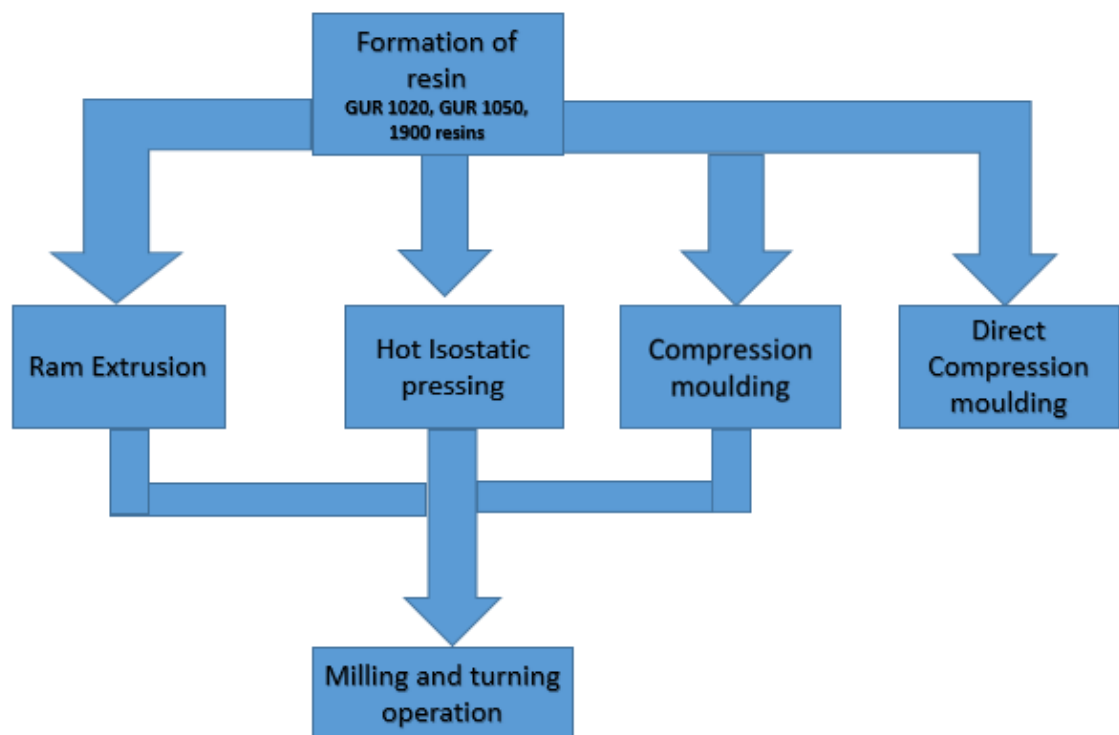 Formation of
resin
GUR 1020, GUR 1050,
1900 resins
Ram Extrusion
Hot Isostatic
pressing
Compression
moulding
Direct
Compression
moulding
Milling and turning
operation